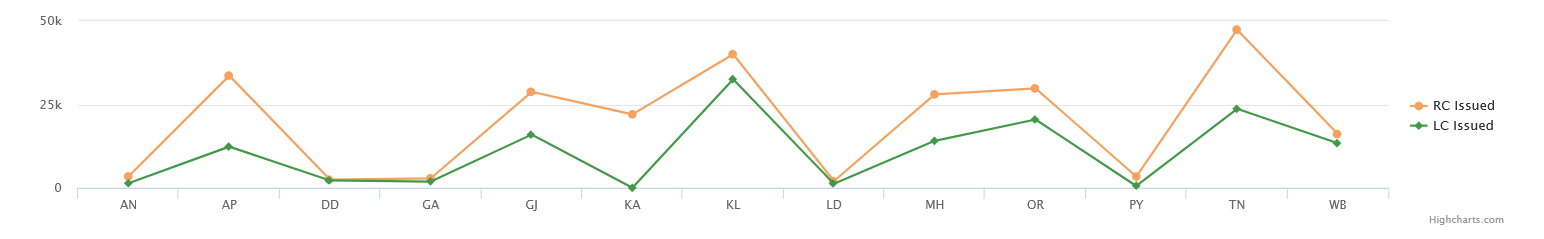 50k
25k
0
AN AP DD GA GJ KA KL LD MH OR PY TN WB
RC Issued
LC Issued
Highcharts.com